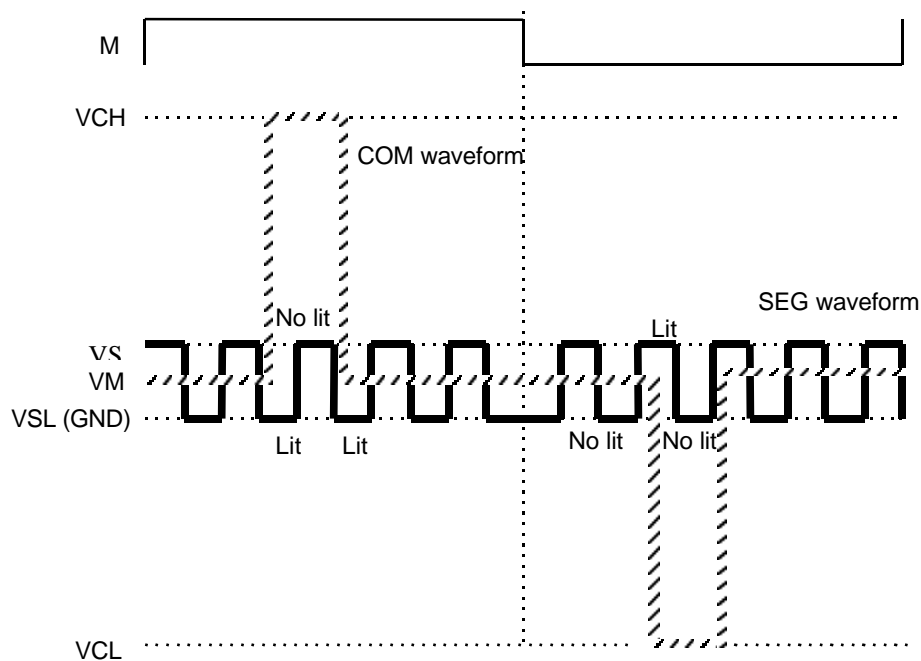 M
VCH
COM waveform
SEG waveform
No lit
Lit
VS
VM
VSL (GND)
Lit
Lit
No lit
No lit
VCL